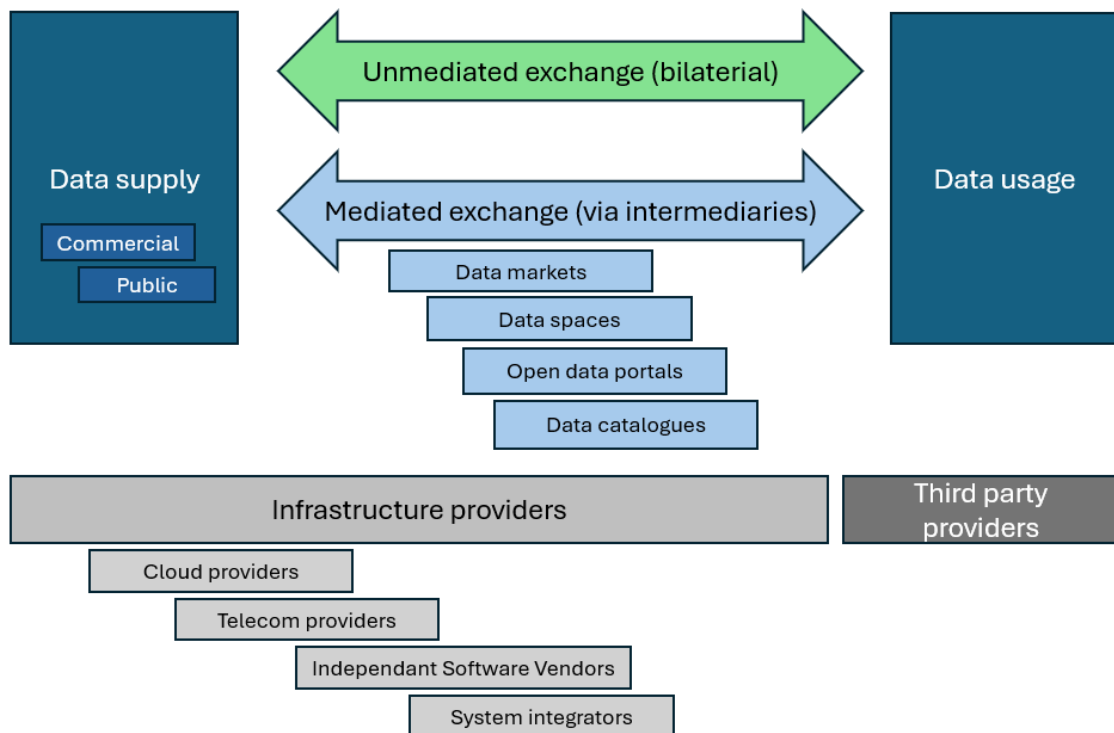 Unmediated exchange (bilaterial)
Data supply
Commercial
Public
Mediated exchange (via intermediaries)
Data usage
Data markets
Data spaces
Open data portals
Data catalogues
Infrastructure providers
Third party
providers
Cloud providers
Telecom providers
Independant Software Vendors
System integrators